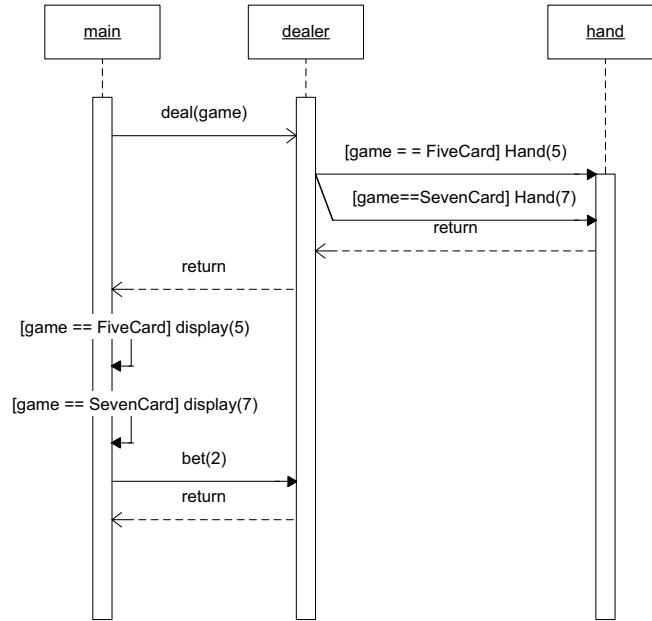 main
dealer
hand
deal(game)
[game = = FiveCard] Hand(5)
[game==SevenCard] Hand(7)
return
return
[game == FiveCard] display(5)
[game == SevenCard] display(7)
bet(2)
return